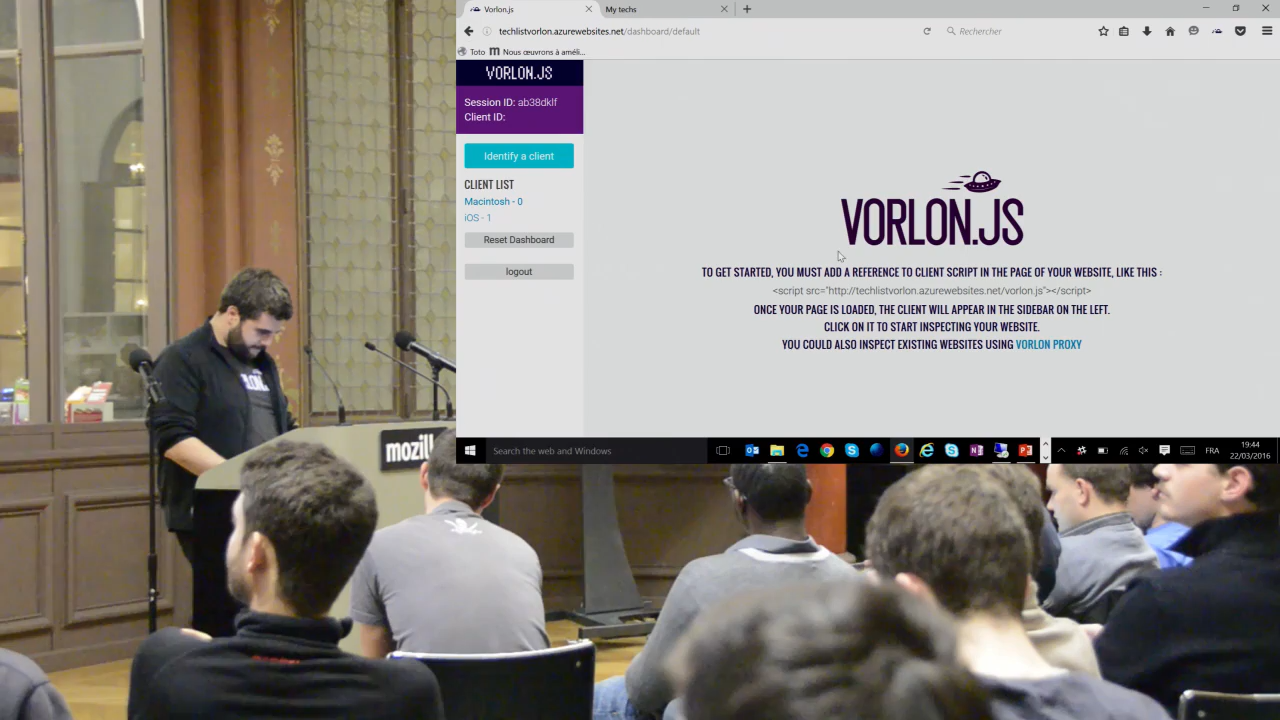 Vorlon.js
My techs
techlistvorlon.azurewebsites.net/dashboard/default
Rechercher
Toto
Nous œuvrons à améli...
VORLON.JS
Session ID: ab38dklf
Client ID:
Identify a client
CLIENT LIST
Macintosh - 0
iOS - 1
Reset Dashboard
logout
VORLON.JS
TO GET STARTED, YOU MUST ADD A REFERENCE TO CLIENT SCRIPT IN THE PAGE OF YOUR WEBSITE, LIKE THIS :
<script src="http://techlistvorlon.azurewebsites.net/vorlon.js"></script>
ONCE YOUR PAGE IS LOADED, THE CLIENT WILL APPEAR IN THE SIDEBAR ON THE LEFT.
CLICK ON IT TO START INSPECTING YOUR WEBSITE.
YOU COULD ALSO INSPECT EXISTING WEBSITES USING VORLON PROXY
Search the web and Windows
FRA
19:44
22/03/2016
mozill